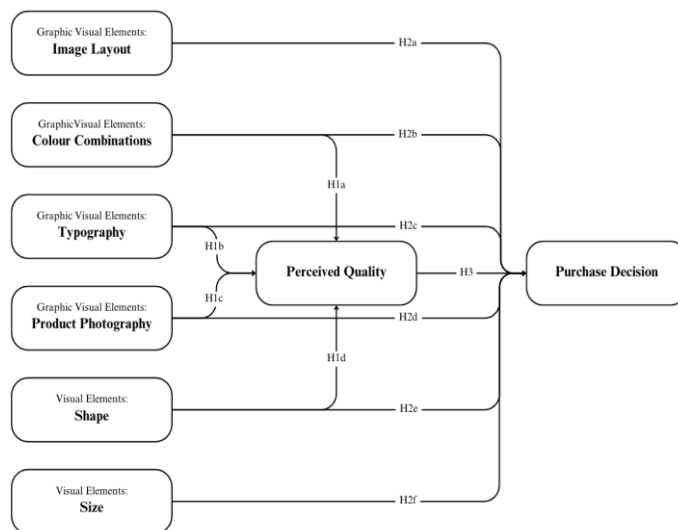 Graphic Visual Elements:
Image Layout
H2a
GraphicVisual Elements:
Colour Combinations
H2b
H1a
Graphic Visual Elements:
Typography
H2c
H1b
Perceived Quality
H3
Purchase Decision
H1c
Graphic Visual Elements:
Product Photography
H2d
H1d
Visual Elements:
Shape
H2e
Visual Elements:
Size
H2f